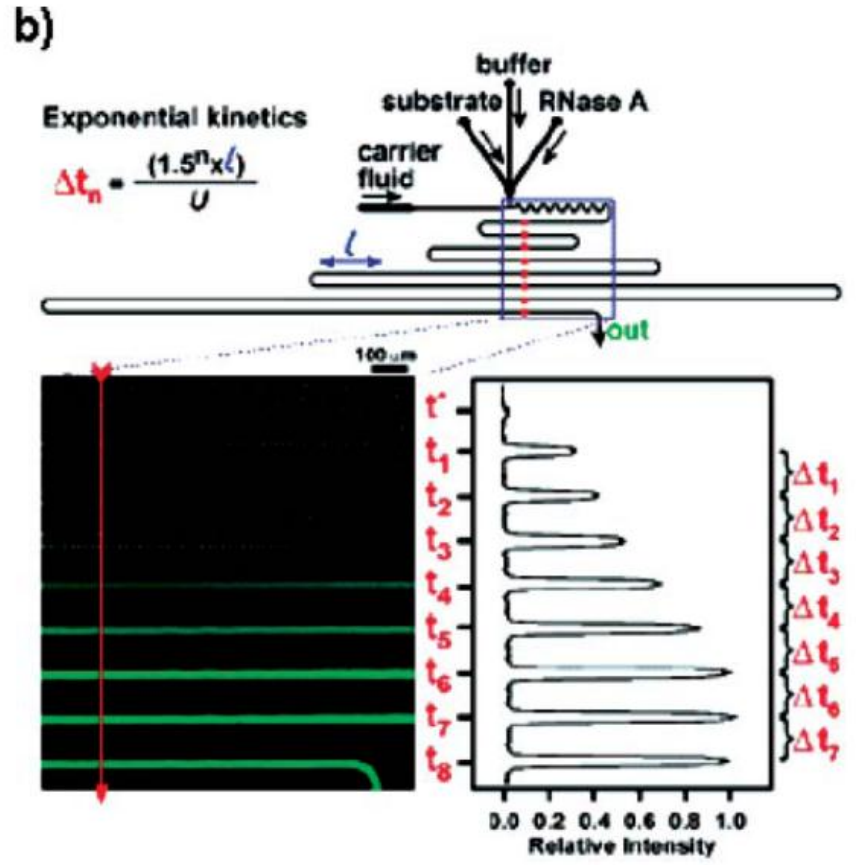 b)
buffer
substrate RNase A
Exponential kinetics
carrier
fluid
Δtn = (1.5ⁿxl)
U
l
out
100 um
t*
t1
t2
t3
t4
t5
t6
t7
t8
Δt1
Δt2
Δt3
Δt4
Δt5
Δt6
Δt7
0.0 0.2 0.4 0.6 0.8 1.0
Relative Intensity